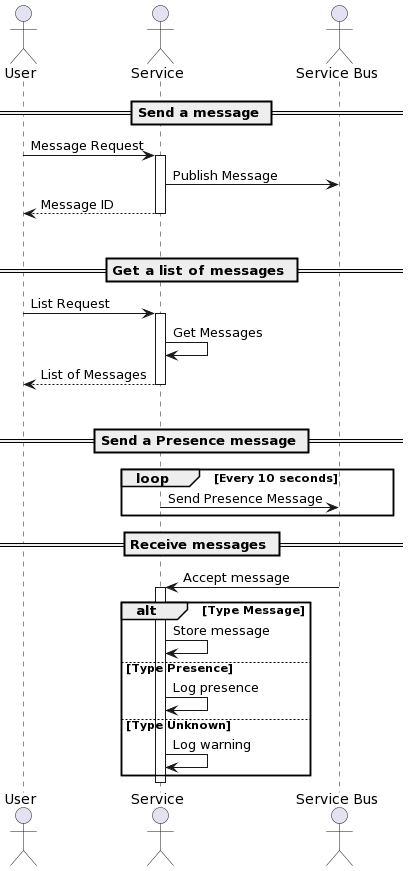 User Service Service Bus
Send a message
Message Request
Publish Message
Message ID
Get a list of messages
List Request
Get Messages
List of Messages
Send a Presence message
loop [Every 10 seconds]
Send Presence Message
Receive messages
Accept message
alt [Type Message]
Store message
[Type Presence]
Log presence
[Type Unknown]
Log warning
User Service Service Bus